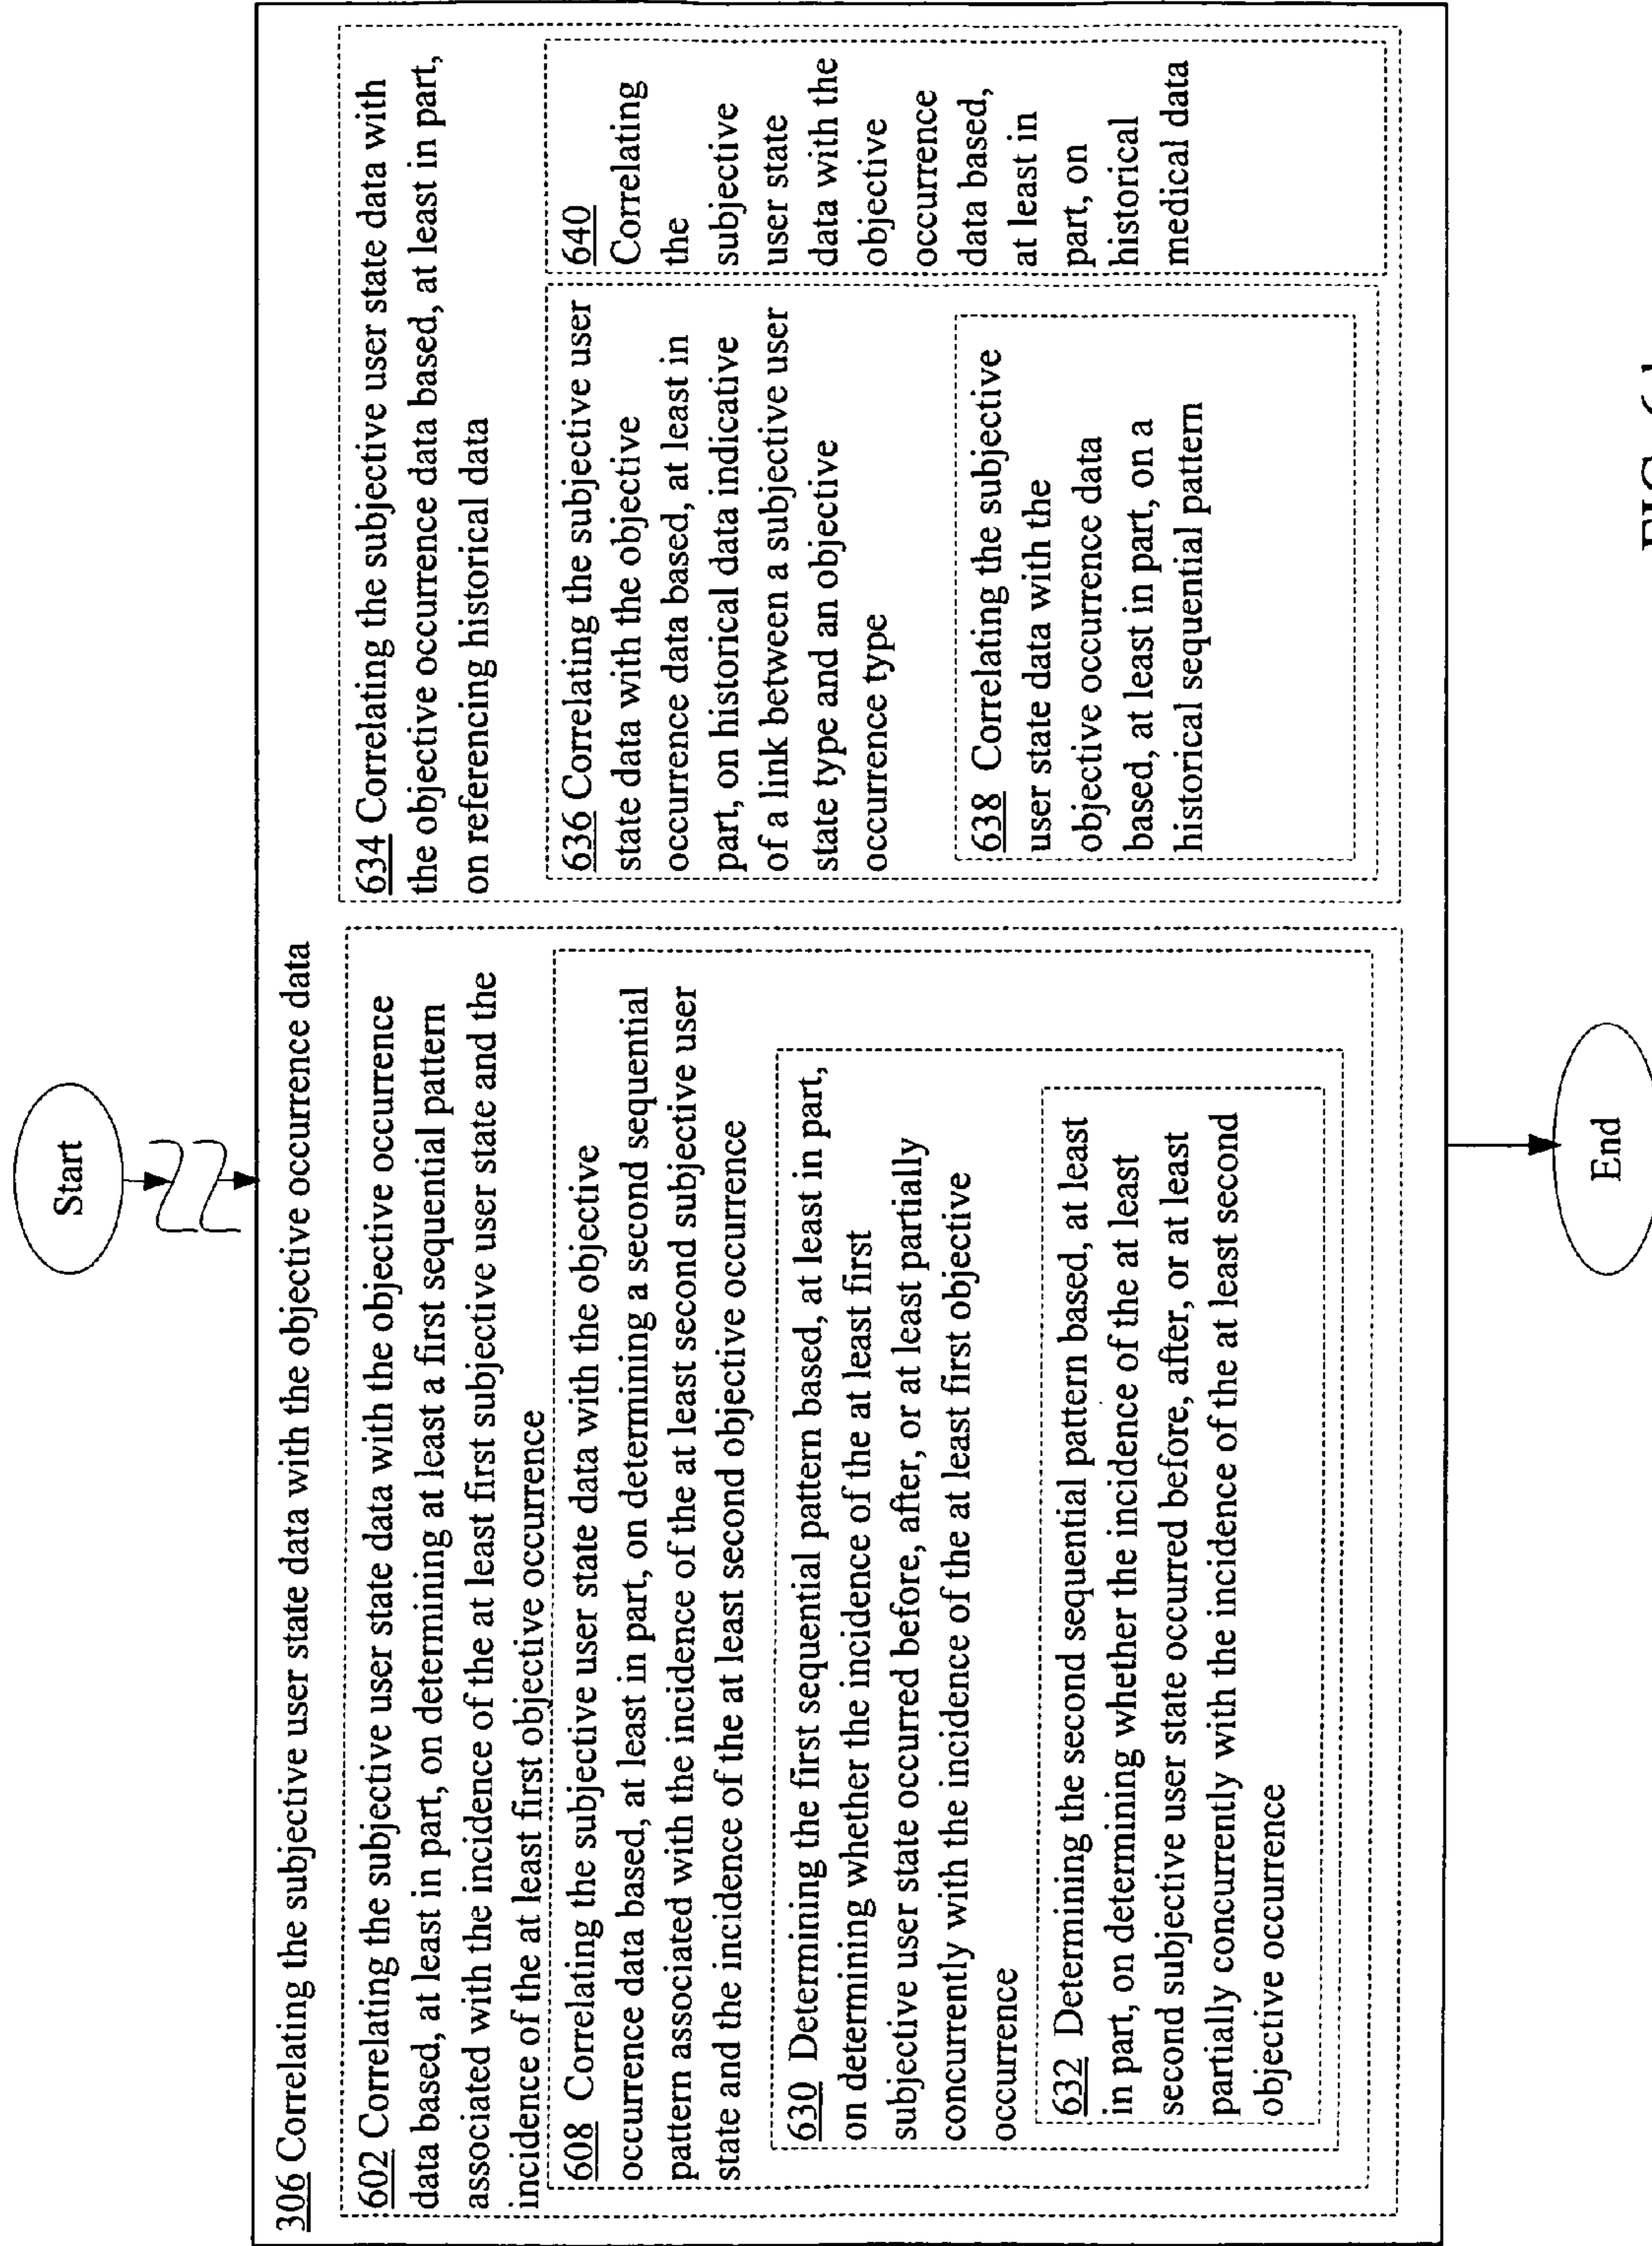 Start
306 Correlating the subjective user state data with the objective occurrence data
602 Correlating the subjective user state data with the objective occurrence
data based, at least in part, on determining at least a first sequential pattern
associated with the incidence of the at least first subjective user state and the
incidence of the at least first objective occurrence
608 Correlating the subjective user state data with the objective
occurrence data based, at least in part, on determining a second sequential
pattern associated with the incidence of the at least second subjective user
state and the incidence of the at least second objective occurrence
630 Determining the first sequential pattern based, at least in part,
on determining whether the incidence of the at least first
subjective user state occurred before, after, or at least partially
concurrently with the incidence of the at least first objective
occurrence
632 Determining the second sequential pattern based, at least
in part, on determining whether the incidence of the at least
second subjective user state occurred before, after, or at least
partially concurrently with the incidence of the at least second
objective occurrence
634 Correlating the subjective user state data with
the objective occurrence data based, at least in part,
on referencing historical data
636 Correlating the subjective user
state data with the objective
occurrence data based, at least in
part, on historical data indicative
of a link between a subjective user
state type and an objective
occurrence type
638 Correlating the subjective
user state data with the
objective occurrence data
based, at least in part, on a
historical sequential pattern
640
Correlating
the
subjective
user state
data with the
objective
occurrence
data based,
at least in
part, on
historical
medical data
End